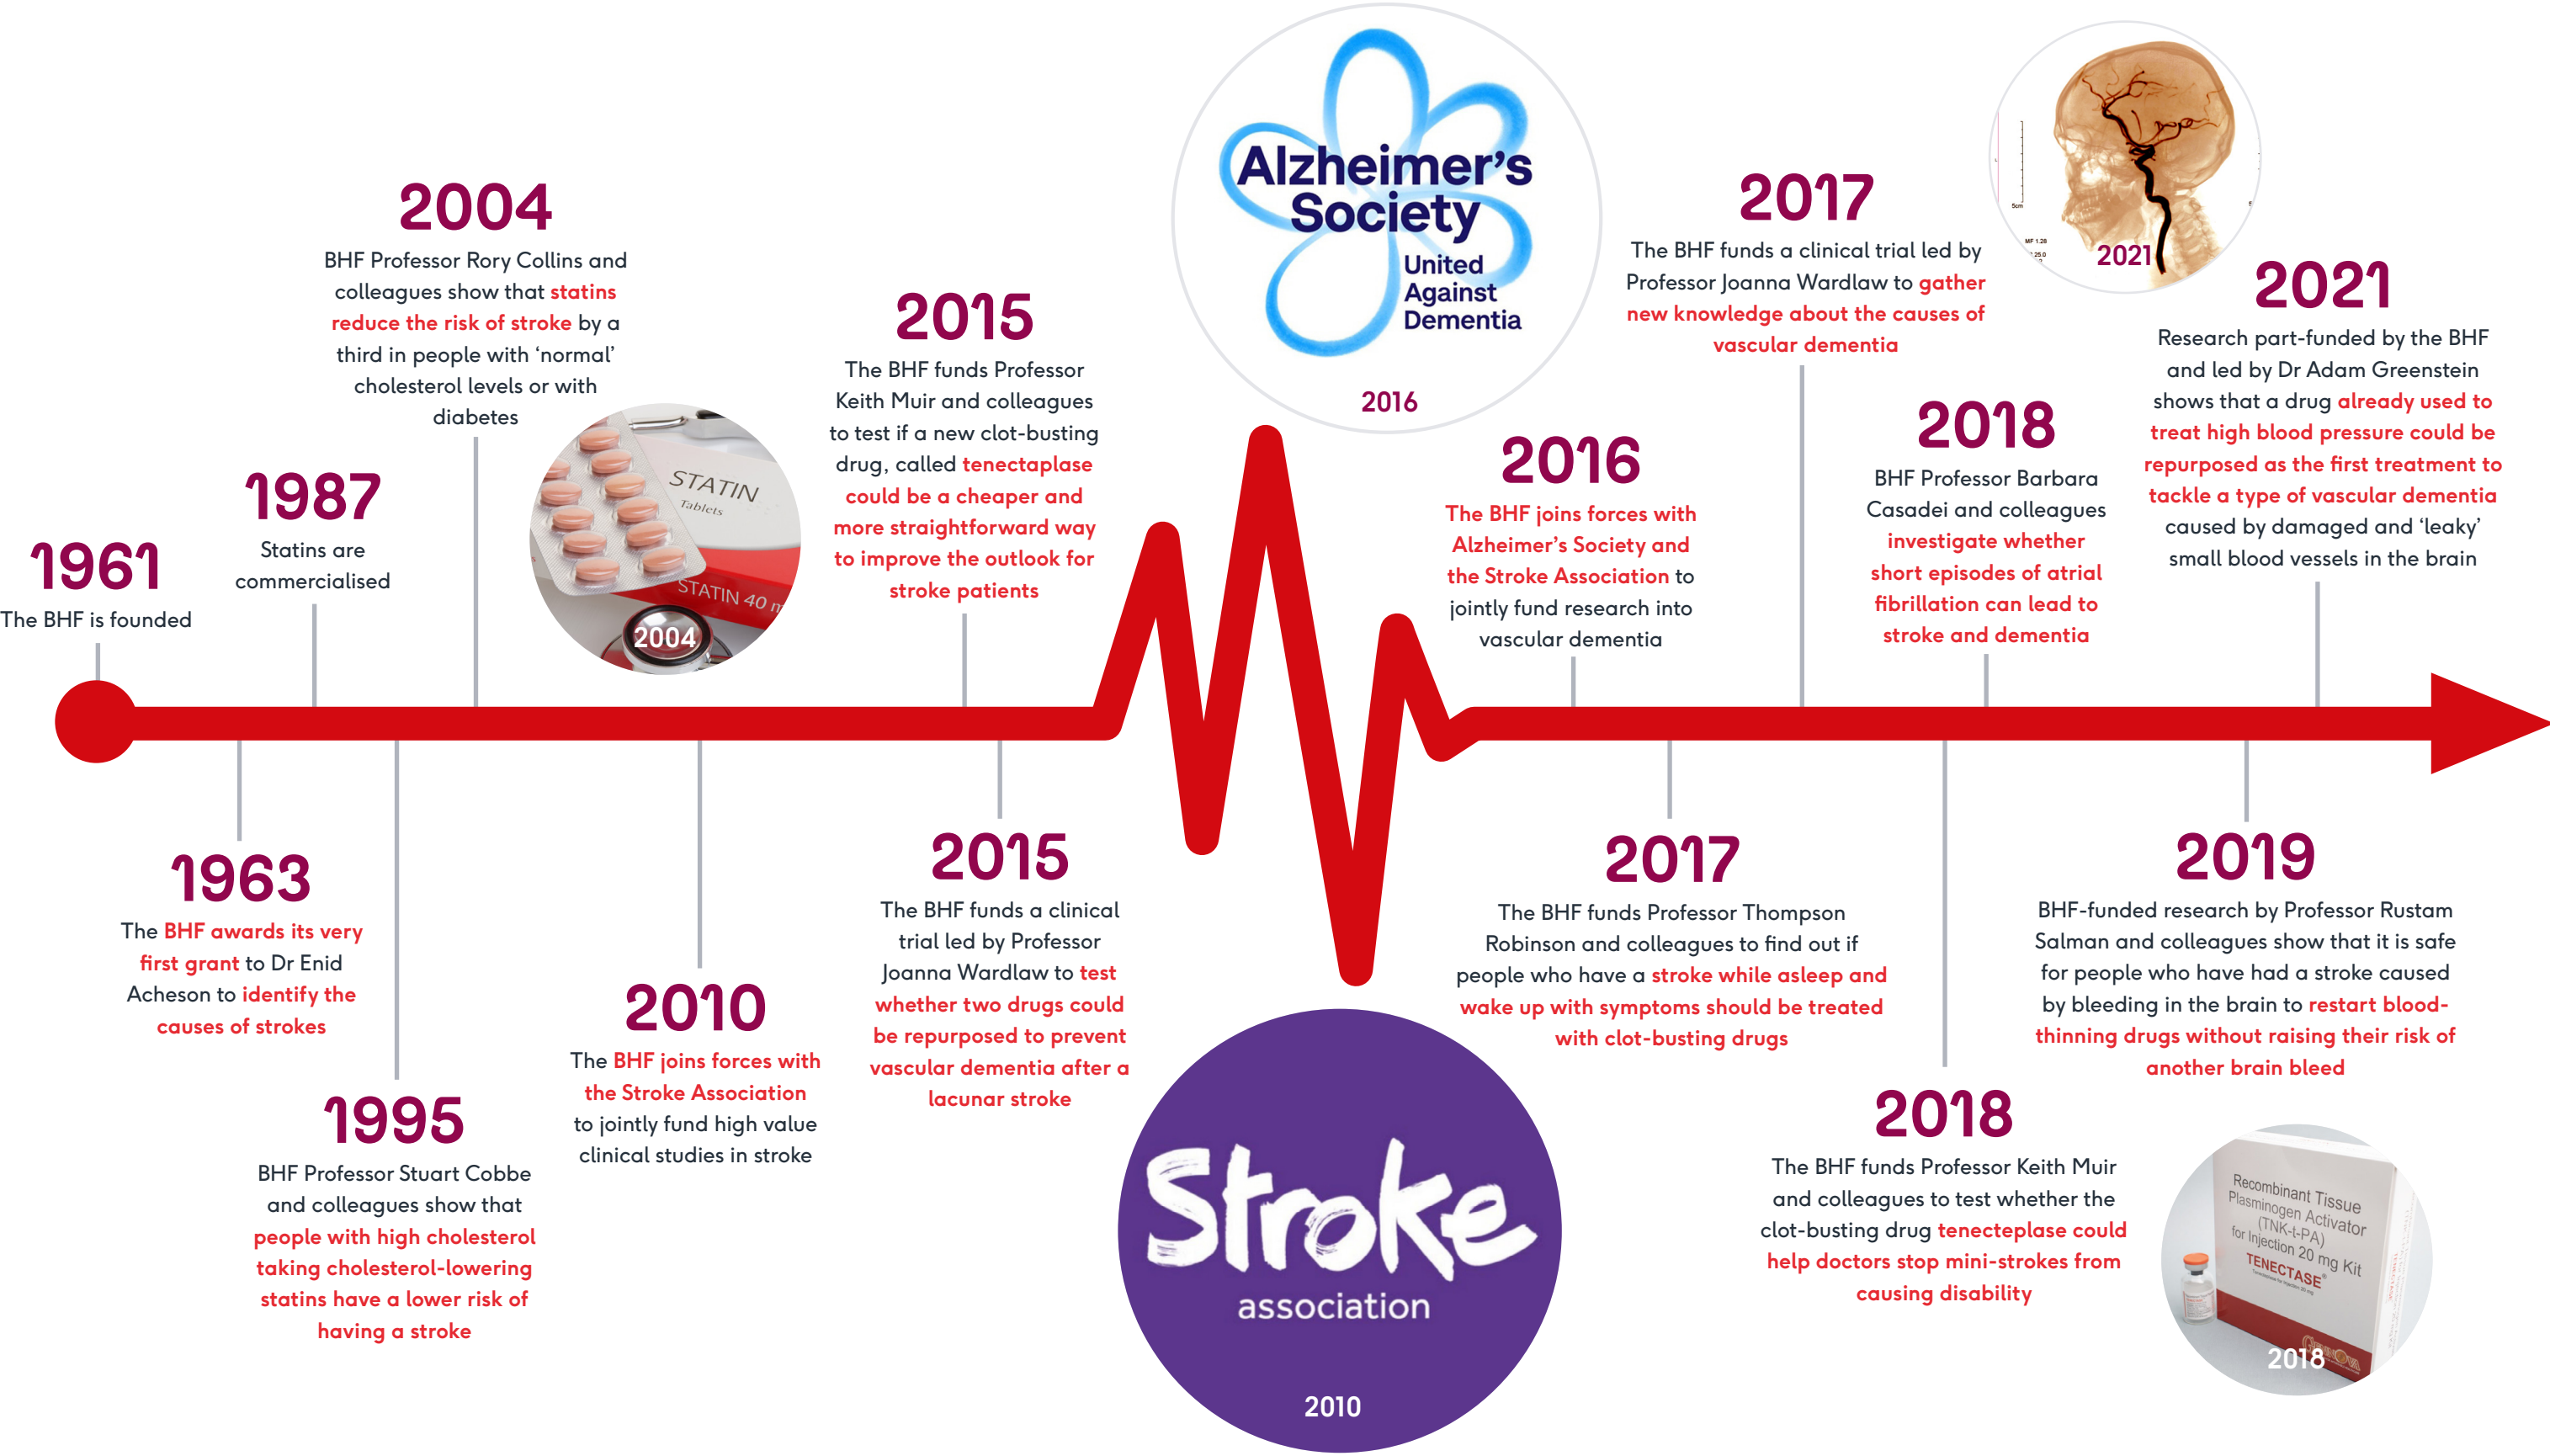 1961
The BHF is founded
1963
The BHF awards its very
first grant to Dr Enid
Acheson to identify the
causes of strokes
1987
Statins are
commercialised
1995
BHF Professor Stuart Cobbe
and colleagues show that
people with high cholesterol
taking cholesterol-lowering
statins have a lower risk of
having a stroke
2004
BHF Professor Rory Collins and
colleagues show that statins
reduce the risk of stroke by a
third in people with ‘normal’
cholesterol levels or with
diabetes
STATIN
Tablets
STATIN 40 m
2004
2010
The BHF joins forces with
the Stroke Association
to jointly fund high value
clinical studies in stroke
2015
The BHF funds Professor
Keith Muir and colleagues
to test if a new clot-busting
drug, called tenectaplase
could be a cheaper and
more straightforward way
to improve the outlook for
stroke patients
2015
The BHF funds a clinical
trial led by Professor
Joanna Wardlaw to test
whether two drugs could
be repurposed to prevent
vascular dementia after a
lacunar stroke
Alzheimer’s
Society
United
Against
Dementia
2016
Stroke
association
2010
2016
The BHF joins forces with
Alzheimer’s Society and
the Stroke Association to
jointly fund research into
vascular dementia
2017
The BHF funds Professor Thompson
Robinson and colleagues to find out if
people who have a stroke while asleep and
wake up with symptoms should be treated
with clot-busting drugs
2017
The BHF funds a clinical trial led by
Professor Joanna Wardlaw to gather
new knowledge about the causes of
vascular dementia
2018
The BHF funds Professor Keith Muir
and colleagues to test whether the
clot-busting drug tenecteplase could
help doctors stop mini-strokes from
causing disability
2018
BHF Professor Barbara
Casadei and colleagues
investigate whether
short episodes of atrial
fibrillation can lead to
stroke and dementia
5cm
MF 1.28
2021
2019
BHF-funded research by Professor Rustam
Salman and colleagues show that it is safe
for people who have had a stroke caused
by bleeding in the brain to restart blood-
thinning drugs without raising their risk of
another brain bleed
Recombinant Tissue
Plasminogen Activator
(TNK-t-PA)
for Injection 20 mg Kit
TENECTASE®
2018
2021
Research part-funded by the BHF
and led by Dr Adam Greenstein
shows that a drug already used to
treat high blood pressure could be
repurposed as the first treatment to
tackle a type of vascular dementia
caused by damaged and ‘leaky’
small blood vessels in the brain